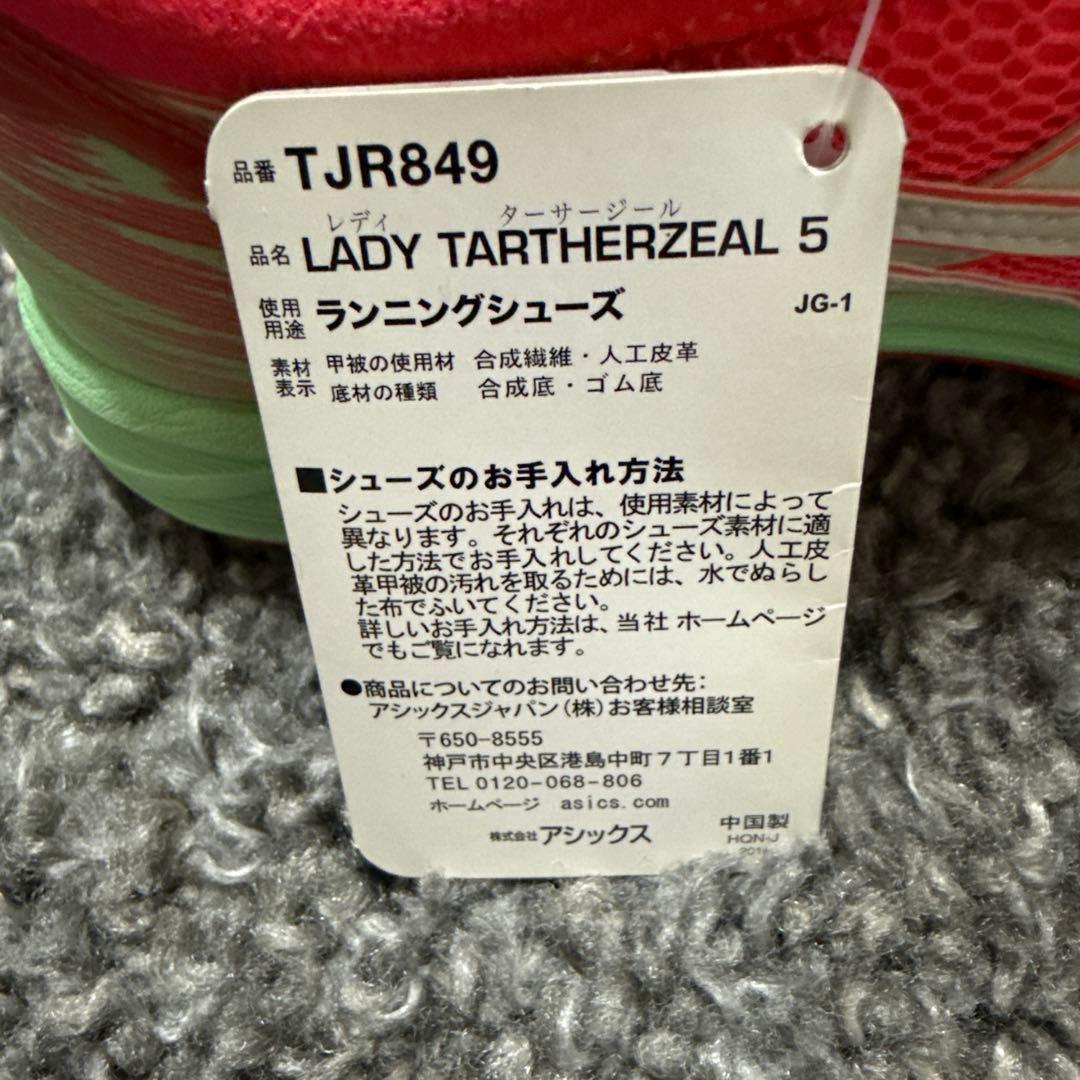 品番 TJR849
レディ ターサージール
品名 LADY TARTHERZEAL 5
使用用途 ランニングシューズ JG-1
素材 甲被の使用材 合成繊維・人工皮革
表示 底材の種類 合成底・ゴム底
■シューズのお手入れ方法
シューズのお手入れは、使用素材によって
異なります。それぞれのシューズ素材に適
した方法でお手入れしてください。人工皮
革甲被の汚れを取るためには、水でぬらし
た布でふいてください。
詳しいお手入れ方法は、当社 ホームページ
でもご覧になれます。
●商品についてのお問い合わせ先:
アシックスジャパン(株)お客様相談室
〒650-8555
神戸市中央区港島中町7丁目1番1
TEL 0120-068-806
ホームページ asics.com
株式会社アシックス 中国製
HQN-J